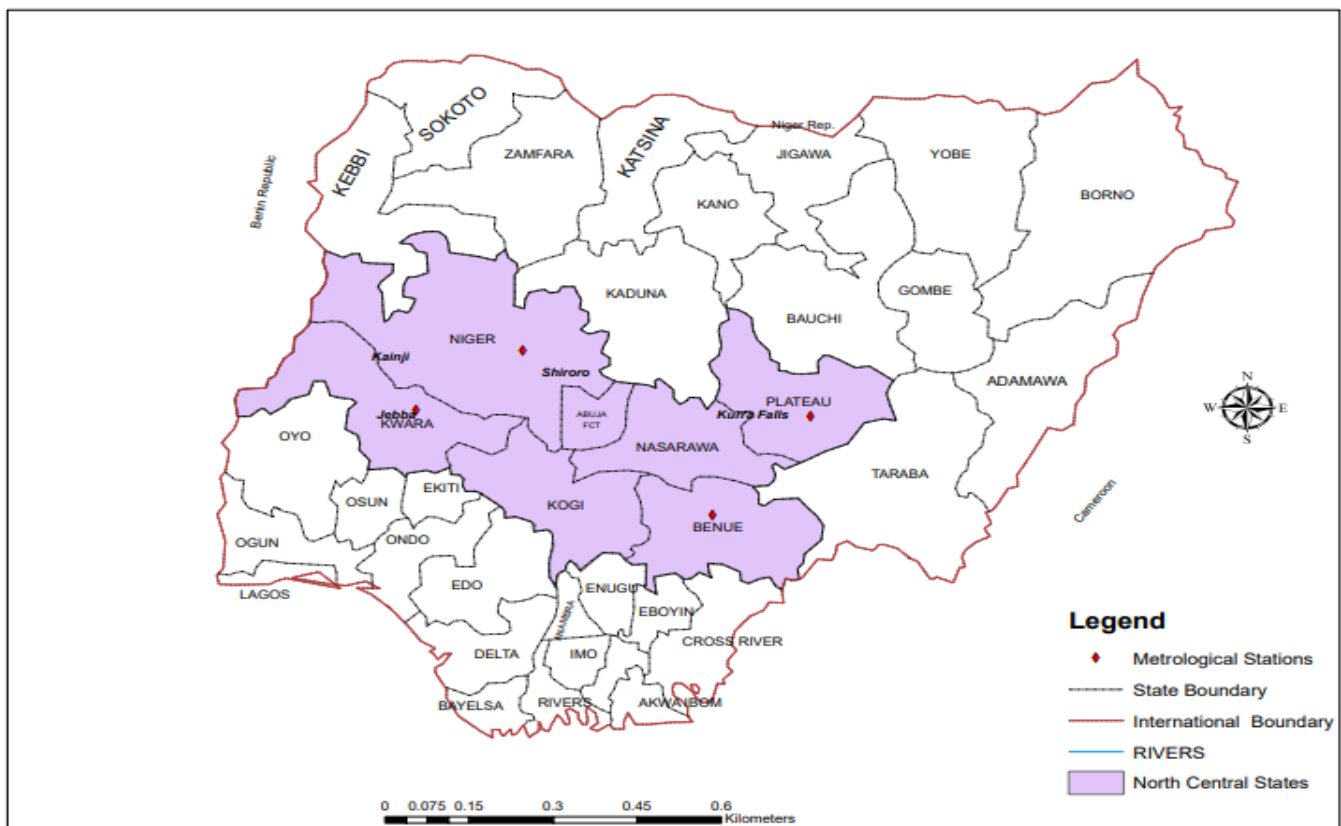 SOKOTO
KEBBI
ZAMFARA
KATSINA
Niger Rep.
JIGAWA
YOBE
BORNO
Benin Republic
KANO
KADUNA
GOMBE
BAUCHI
NIGER
Kainji
Shiroro
ADAMAWA
PLATEAU
Kurra Falls
Jebba
KWARA
ABUJA
FCT
OYO
NASARAWA
TARABA
EKITI
OSUN
KOGI
BENUE
Cameroon
OGUN
ONDO
EDO
LAGOS
ENUGU
EBOYIN
ANAMBRA
CROSS RIVER
DELTA
IMO
BAYELSA
RIVERS
AKWA IBOM
N
W
E
S
Legend
Metrological Stations
State Boundary
International Boundary
RIVERS
North Central States
0 0.075 0.15 0.3 0.45 0.6
Kilometers